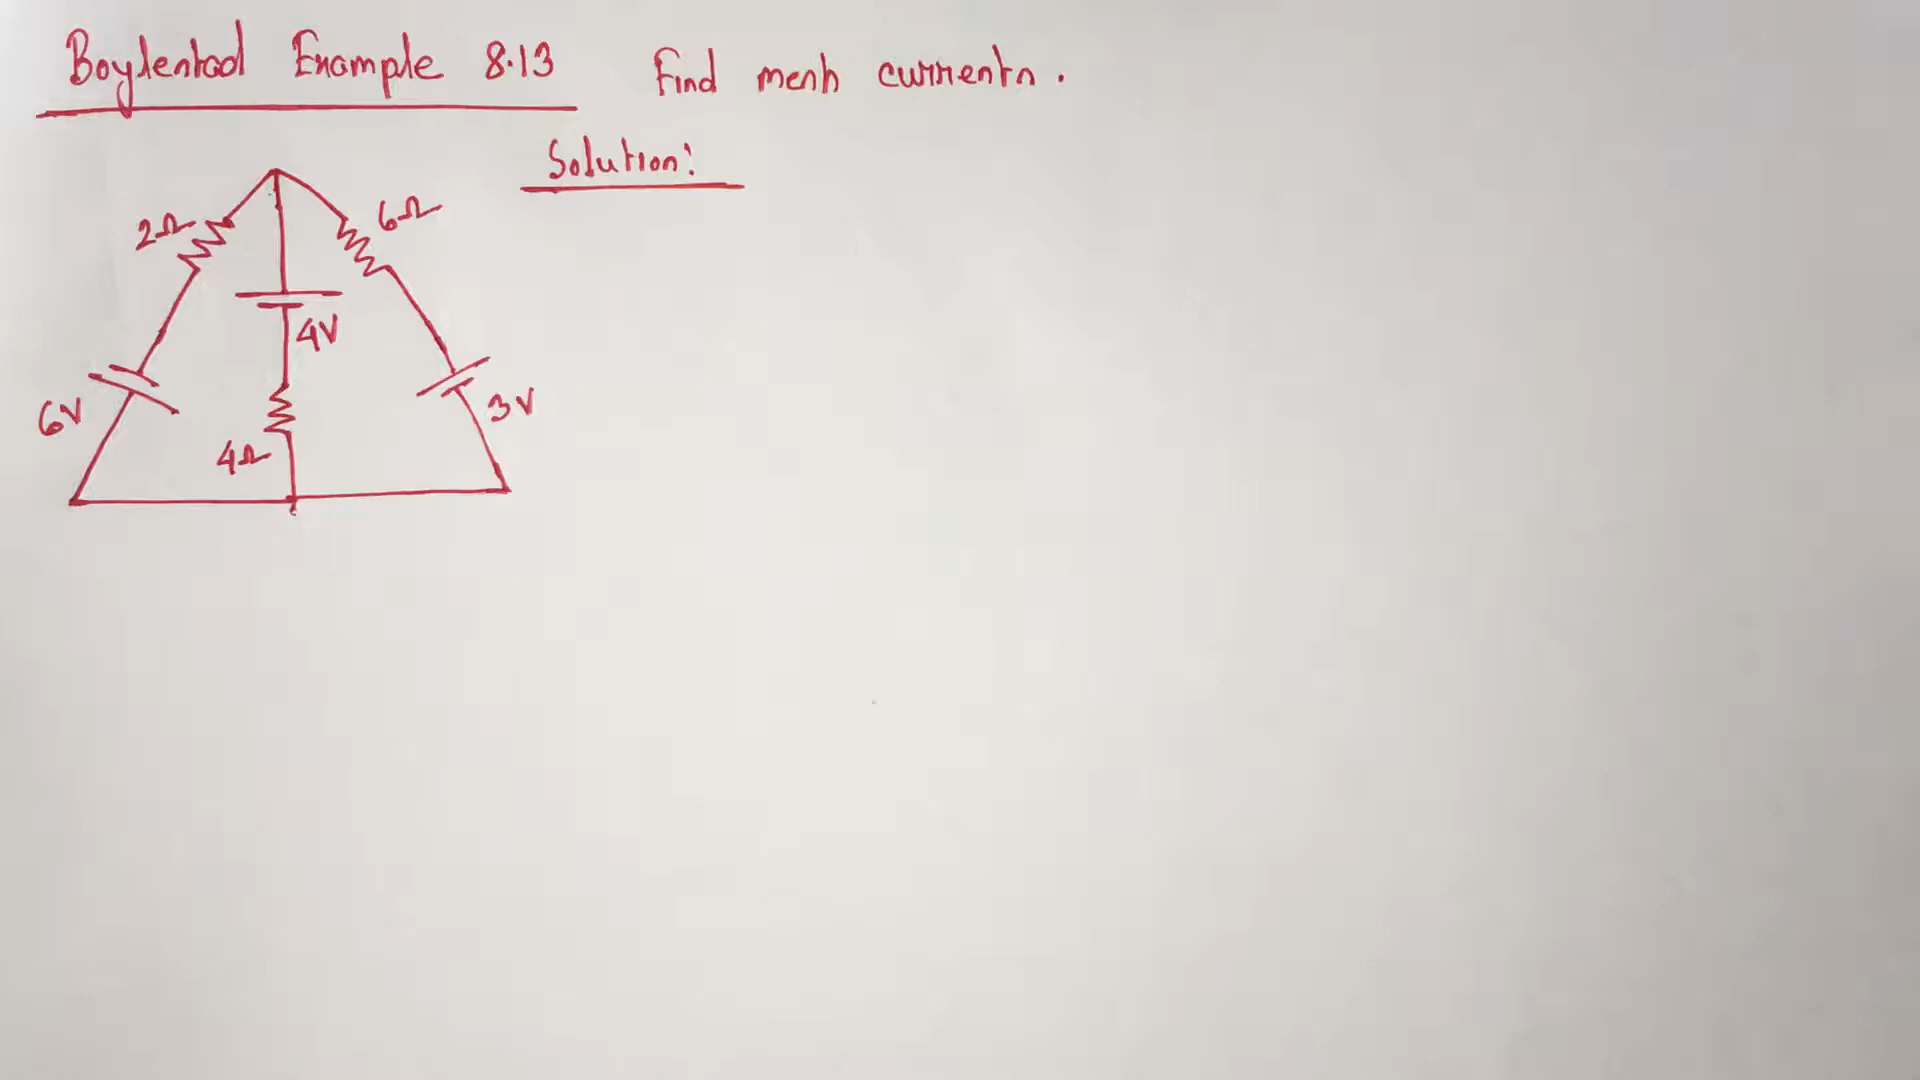 Boylestad Example 8.13 Find mesh currents.
Solution:
2Ω 6Ω
4V
6V 3V
4Ω